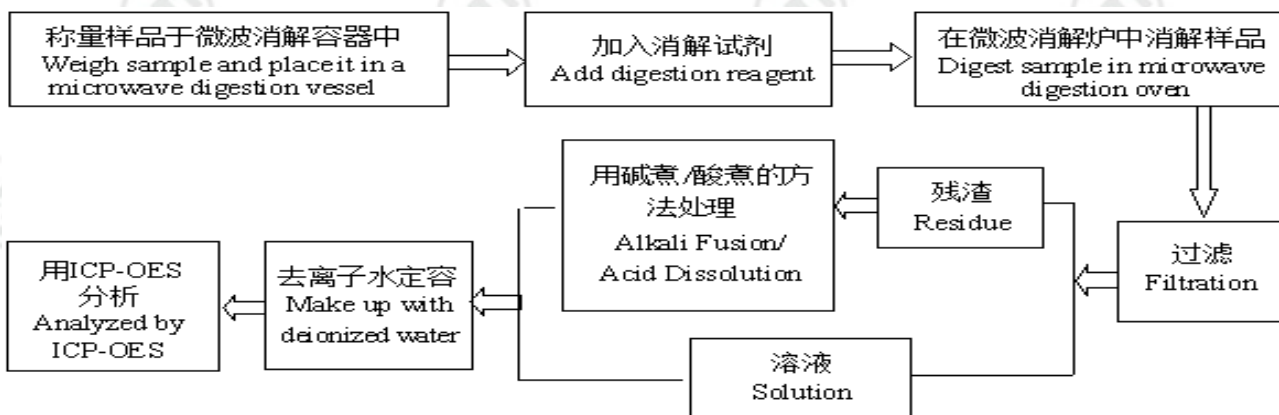 称量样品于微波消解容器中
Weigh sample and place it in a
microwave digestion vessel
加入消解试剂
Add digestion reagent
在微波消解炉中消解样品
Digest sample in microwave
digestion oven
过滤
Filtration
残渣
Residue
用碱煮/酸煮的方
法处理
Alkali Fusion/
Acid Dissolution
溶液
Solution
去离子水定容
Make up with
deionized water
用ICP-OES
分析
Analyzed by
ICP-OES